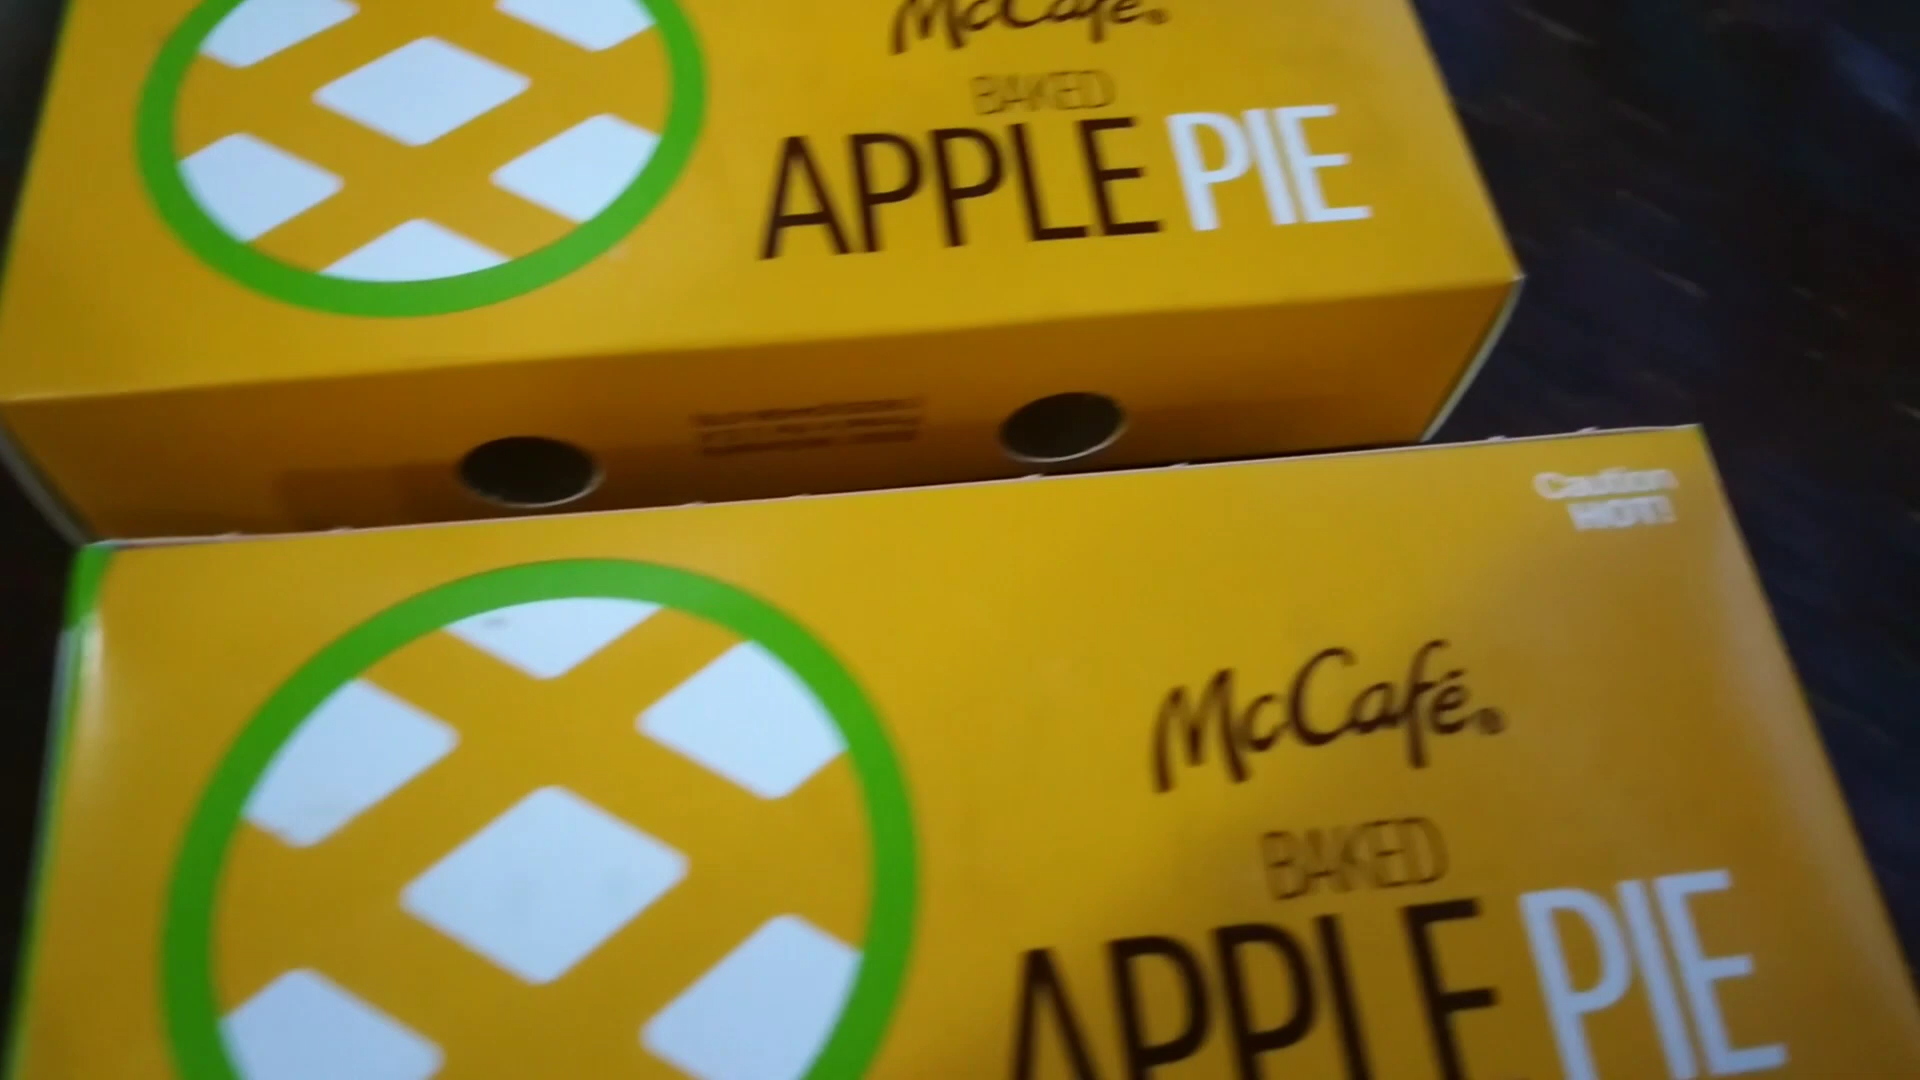 McCafé®
BAKED
APPLE PIE
Caution
HOT!
McCafé®
BAKED
APPLE PIE